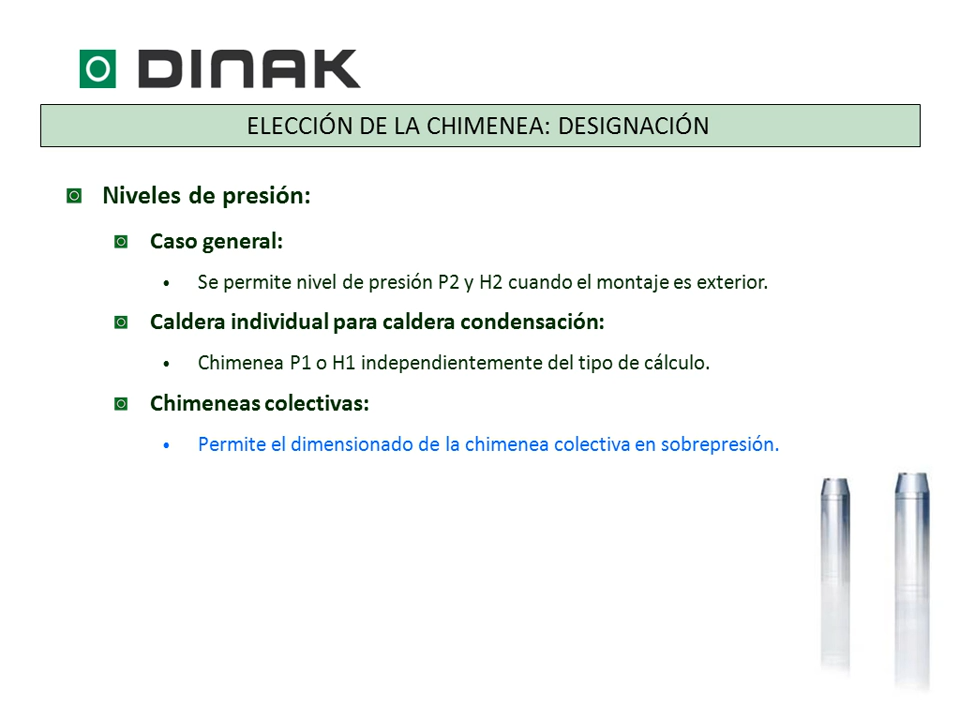 DINAK
ELECCIÓN DE LA CHIMENEA: DESIGNACIÓN
Niveles de presión:
Caso general:
Se permite nivel de presión P2 y H2 cuando el montaje es exterior.
Caldera individual para caldera condensación:
Chimenea P1 o H1 independientemente del tipo de cálculo.
Chimeneas colectivas:
Permite el dimensionado de la chimenea colectiva en sobrepresión.